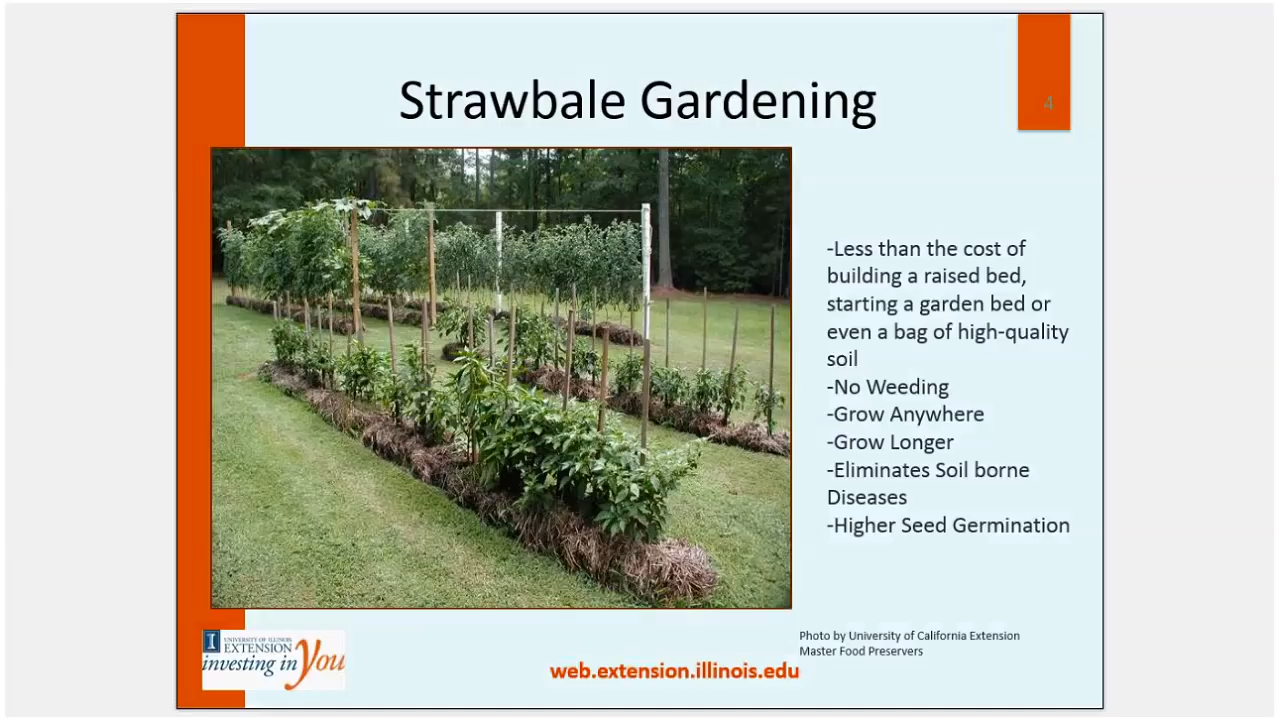 Strawbale Gardening
4
-Less than the cost of
building a raised bed,
starting a garden bed or
even a bag of high-quality
soil
-No Weeding
-Grow Anywhere
-Grow Longer
-Eliminates Soil borne
Diseases
-Higher Seed Germination
I
UNIVERSITY OF ILLINOIS
EXTENSION
investing in you
Photo by University of California Extension
Master Food Preservers
web.extension.illinois.edu